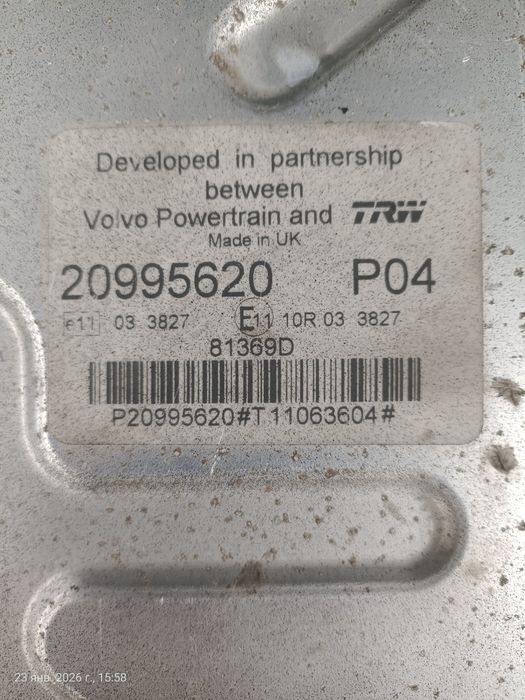 Developed in partnership
between
Volvo Powertrain and TRW
Made in UK
20995620 P04
e11 03 3827 E11 10R 03 3827
81369D
P20995620#T11063604#
23 янв. 2026 г., 15:58